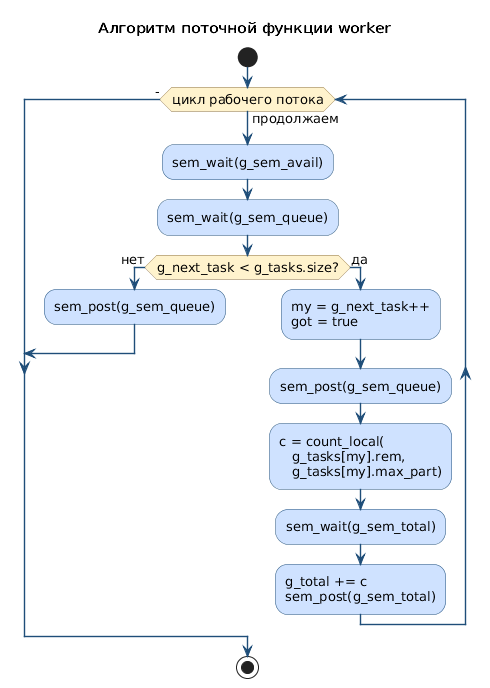 Алгоритм поточной функции worker
-
цикл рабочего потока
продолжаем
sem_wait(g_sem_avail)
sem_wait(g_sem_queue)
нет
g_next_task < g_tasks.size?
да
sem_post(g_sem_queue)
my = g_next_task++
got = true
sem_post(g_sem_queue)
c = count_local(
g_tasks[my].rem,
g_tasks[my].max_part)
sem_wait(g_sem_total)
g_total += c
sem_post(g_sem_total)